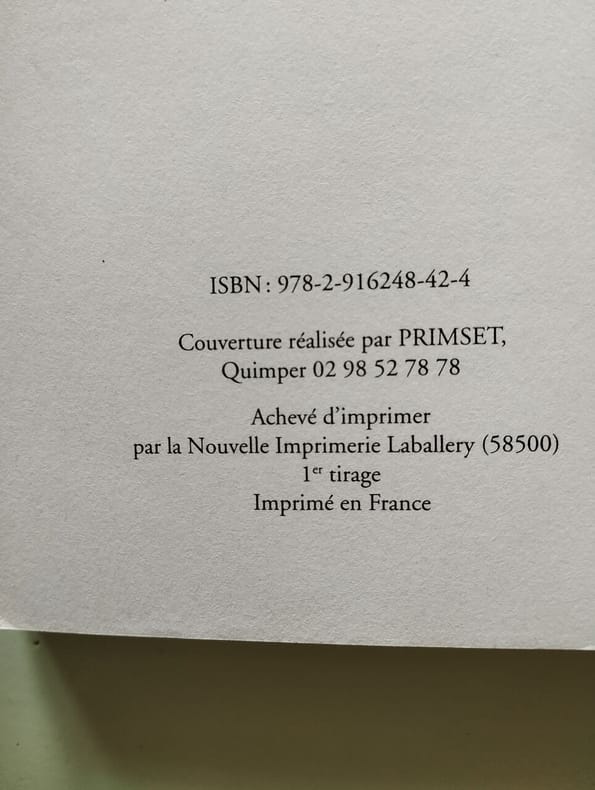 ISBN : 978-2-916248-42-4
Couverture réalisée par PRIMSET,
Quimper 02 98 52 78 78
Achevé d’imprimer
par la Nouvelle Imprimerie Laballery (58500)
1er tirage
Imprimé en France